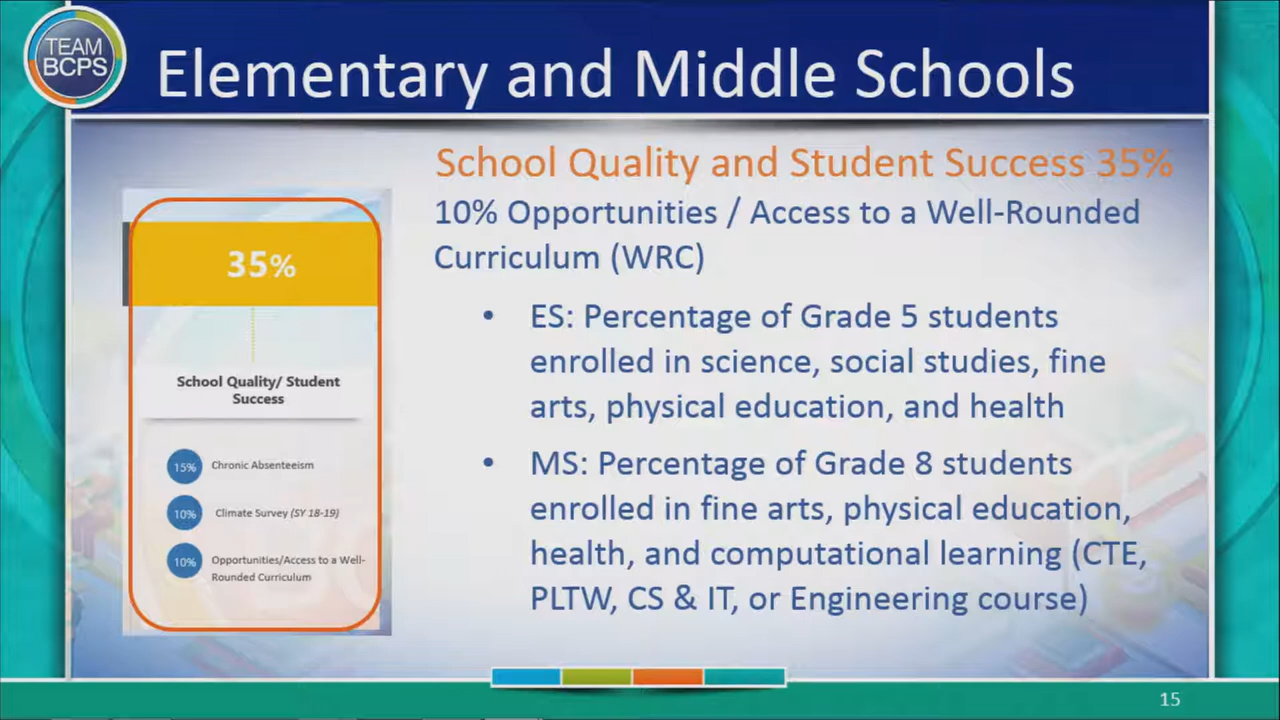 TEAM
BCPS
Elementary and Middle Schools
School Quality and Student Success 35%
10% Opportunities / Access to a Well-Rounded
Curriculum (WRC)
• ES: Percentage of Grade 5 students
enrolled in science, social studies, fine
arts, physical education, and health
• MS: Percentage of Grade 8 students
enrolled in fine arts, physical education,
health, and computational learning (CTE,
PLTW, CS & IT, or Engineering course)
35%
School Quality/ Student
Success
15% Chronic Absenteeism
10% Climate Survey (SY 18-19)
10% Opportunities/Access to a Well-
Rounded Curriculum
15